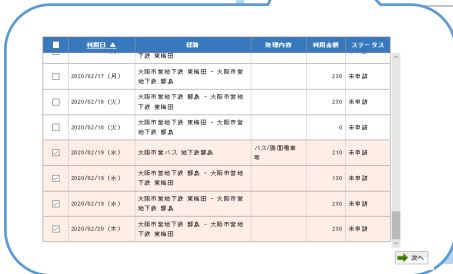 利用日 ▲ 経路 処理内容 利用金額 ステータス
下鉄 東梅田
2020/02/17 (月) 大阪市営地下鉄 東梅田 - 大阪市営 230 未申請
地下鉄 都島
2020/02/18 (火) 大阪市営地下鉄 都島 - 大阪市営地 230 未申請
下鉄 東梅田
2020/02/18 (火) 大阪市営地下鉄 東梅田 - 大阪市営 0 未申請
地下鉄 都島
2020/02/19 (水) 大阪市営バス 地下鉄都島 バス/路面電車 210 未申請
等
2020/02/19 (水) 大阪市営地下鉄 東梅田 - 大阪市営 130 未申請
地下鉄 都島
2020/02/19 (水) 大阪市営地下鉄 都島 - 大阪市営地 230 未申請
下鉄 東梅田
2020/02/20 (木) 大阪市営地下鉄 都島 - 大阪市営地 230 未申請
下鉄 東梅田
次へ